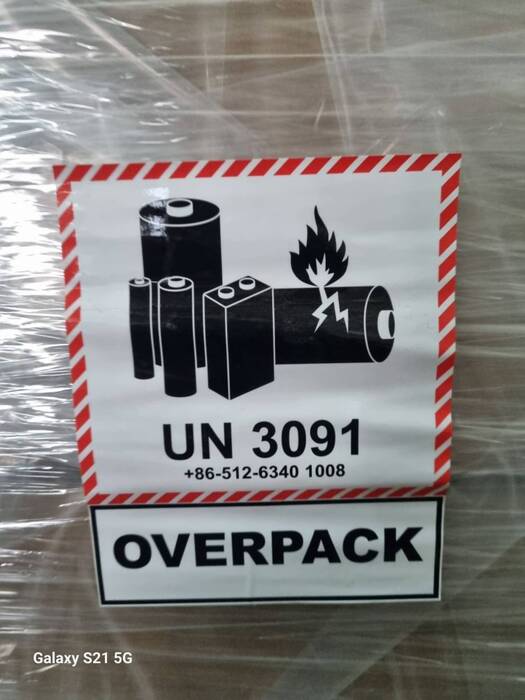 UN 3091
+86-512-6340 1008
OVERPACK
Galaxy S21 5G